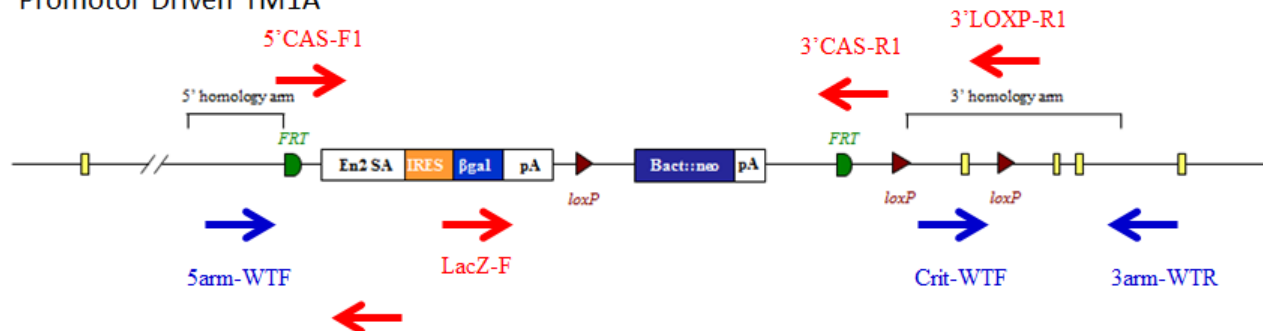 Promotor Driven TM1A
5'CAS-F1
3'LOXP-R1
3'CAS-R1
5' homology arm
3' homology arm
FRT
FRT
En2 SA IRES βgal pA
Bact::neo pA
loxP
loxP
loxP
5arm-WTF
LacZ-F
Crit-WTF
3arm-WTR